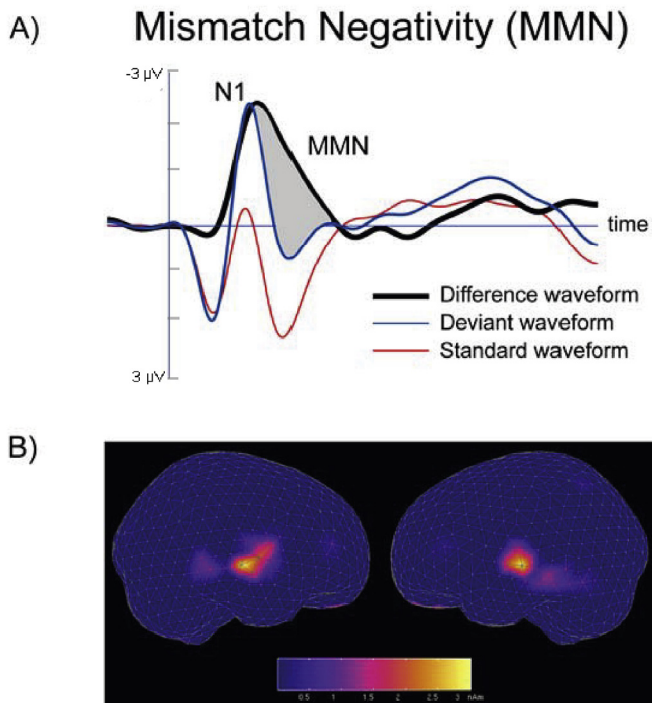 A)
Mismatch Negativity (MMN)
-3 µV
N1
MMN
time
Difference waveform
Deviant waveform
Standard waveform
3 µV
B)
0.5 1 1.5 2 2.5 3 nAm